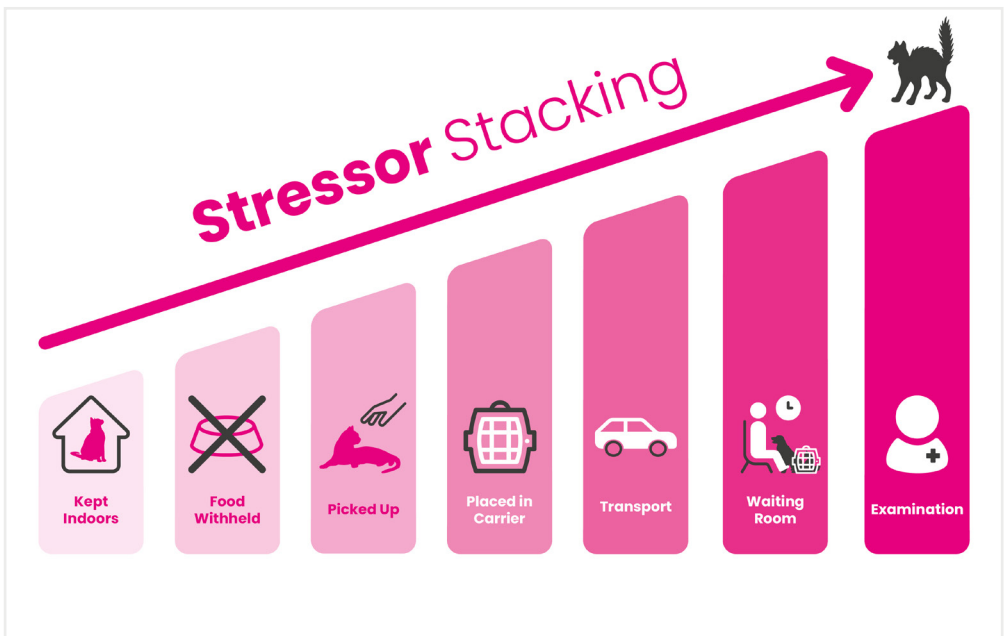 Stressor Stacking
Kept
Indoors
Food
Withheld
Picked Up
Placed in
Carrier
Transport
Waiting
Room
Examination